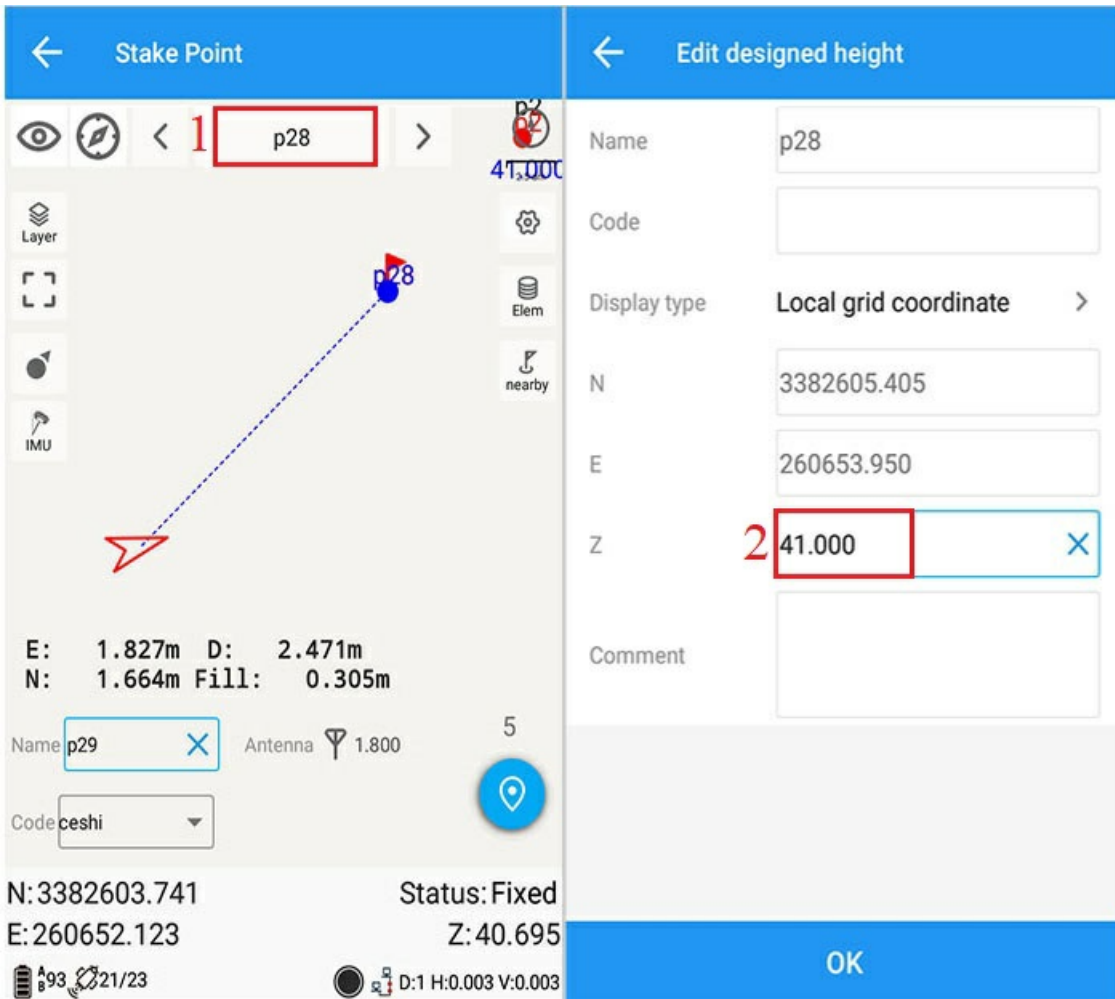 Stake Point
p2
p2
1
p28
41.000
Layer
Elem
nearby
IMU
p28
E: 1.827m D: 2.471m
N: 1.664m Fill: 0.305m
Name p29 Antenna 1.800
5
Code ceshi
N:3382603.741 Status:Fixed
E:260652.123 Z:40.695
A
B 93 21/23 D:1 H:0.003 V:0.003
Edit designed height
Name p28
Code
Display type Local grid coordinate
N 3382605.405
E 260653.950
Z 2 41.000
Comment
OK